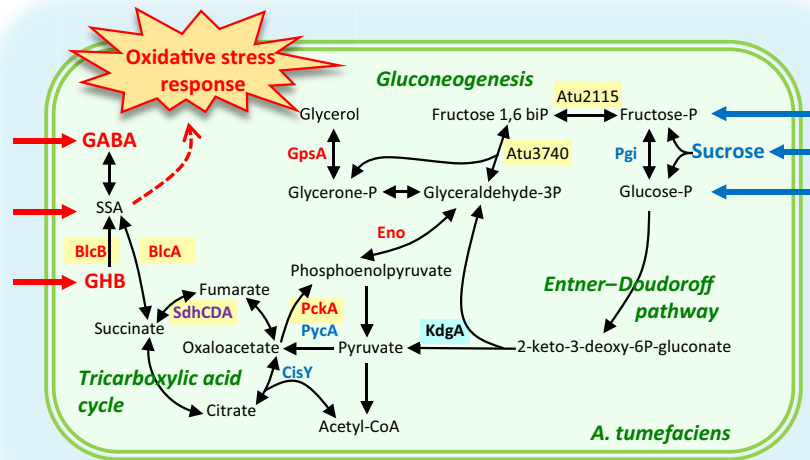 Oxidative stress
response
Gluconeogenesis
Glycerol
Fructose 1,6 biP
Atu2115
Fructose-P
GABA
GpsA
Atu3740
Pgi
Sucrose
SSA
Glycerone-P
Glyceraldehyde-3P
Glucose-P
BlcB
BlcA
Eno
GHB
Phosphoenolpyruvate
Fumarate
Entner–Doudoroff
pathway
SdhCDA
PckA
Succinate
PycA
KdgA
Oxaloacetate
Pyruvate
2-keto-3-deoxy-6P-gluconate
Tricarboxylic acid
cycle
CisY
Citrate
Acetyl-CoA
A. tumefaciens